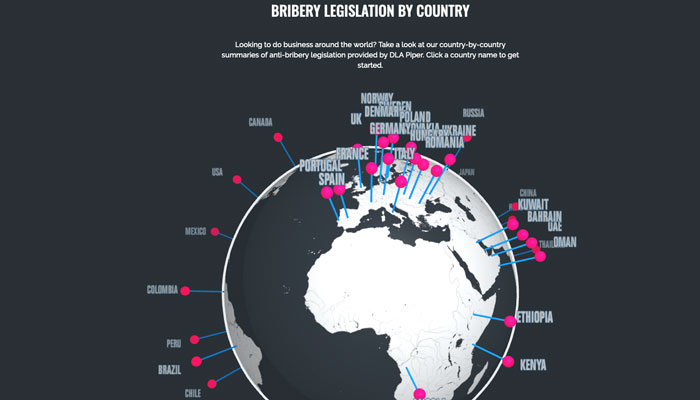 BRIBERY LEGISLATION BY COUNTRY
Looking to do business around the world? Take a look at our country-by-country
summaries of anti-bribery legislation provided by DLA Piper. Click a country name to get
started.
NORWAY
SWEDEN
DENMARK
POLAND
RUSSIA
UK
CANADA
GERMANY
UKRAINE
HUNGARY
ROMANIA
FRANCE
ITALY
PORTUGAL
SPAIN
USA
JAPAN
CHINA
KUWAIT
BAHRAIN
UAE
MEXICO
OMAN
COLOMBIA
ETHIOPIA
PERU
KENYA
BRAZIL
CHILE